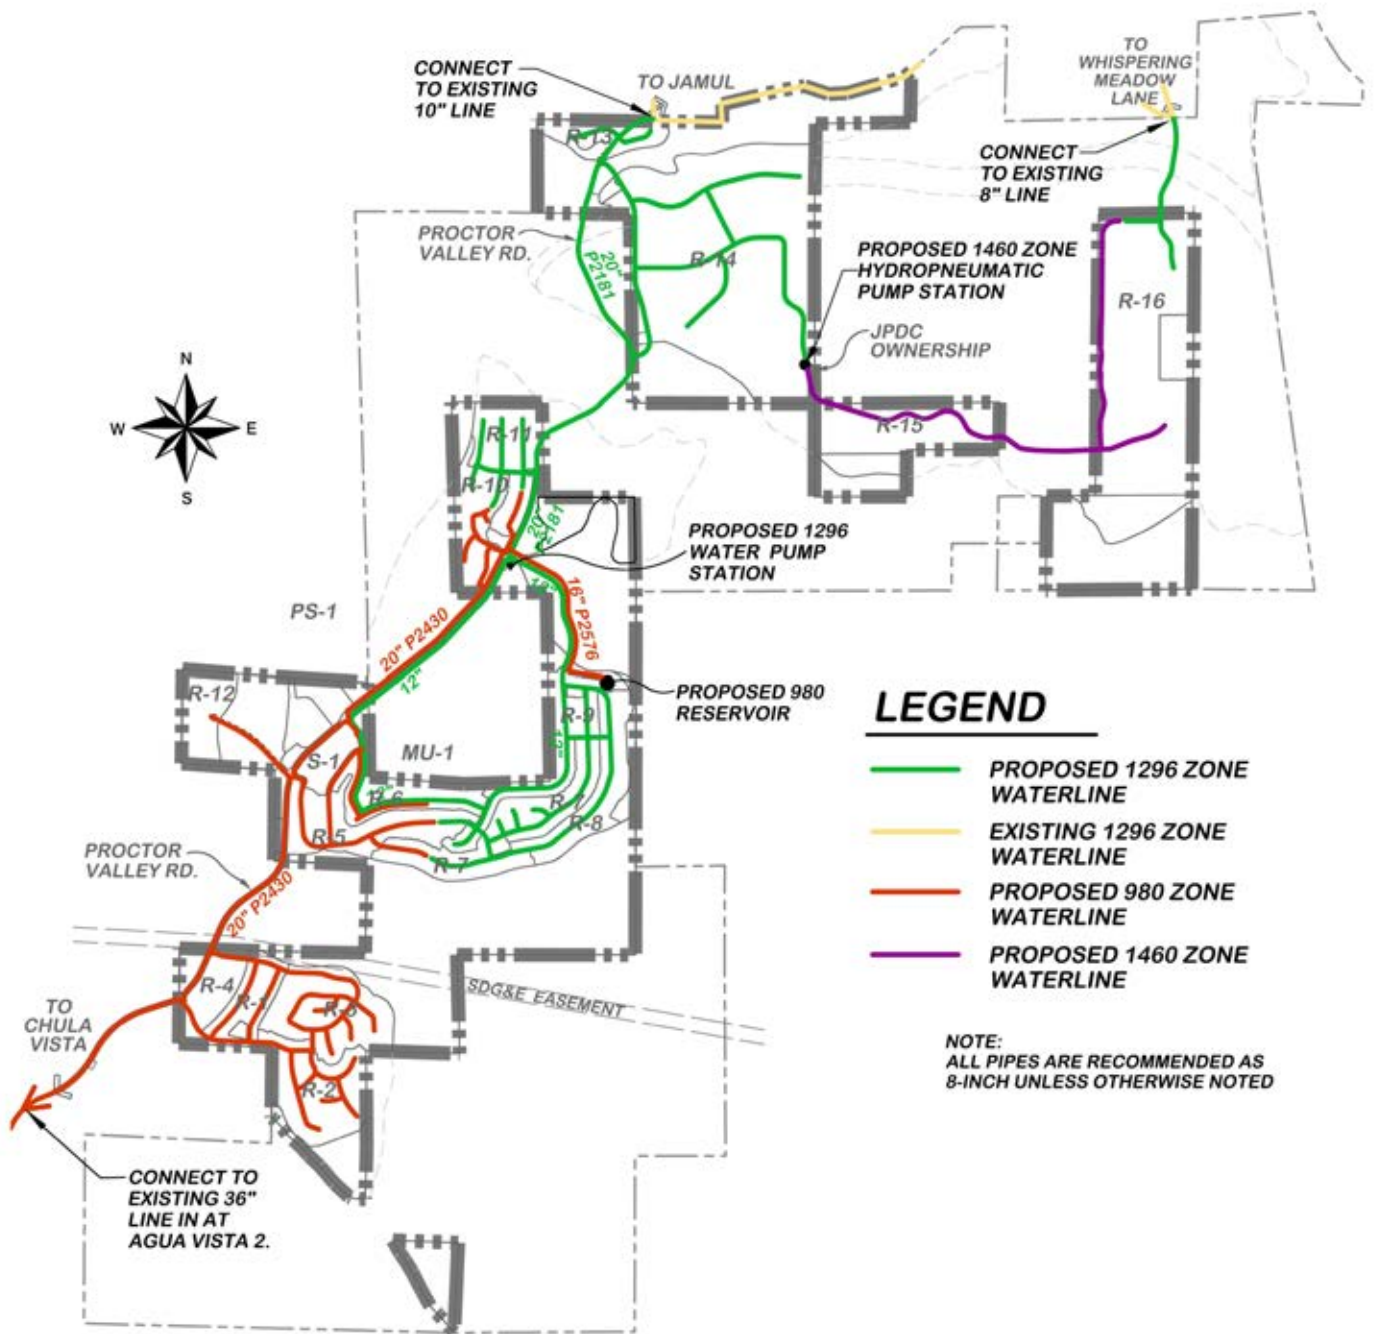 CONNECT
TO EXISTING
10" LINE
TO JAMUL
TO
WHISPERING
MEADOW
LANE
R-13
CONNECT
TO EXISTING
8" LINE
PROCTOR
VALLEY RD.
20"
P2181
R-14
PROPOSED 1460 ZONE
HYDROPNEUMATIC
PUMP STATION
R-16
JPDC
OWNERSHIP
N
W
E
S
R-11
R-15
R-10
20"
P2181
PROPOSED 1296
WATER PUMP
STATION
12"
16" P2576
PS-1
20" P2430
12"
R-12
PROPOSED 980
RESERVOIR
R-9
12"
MU-1
S-1
R-6
12"
R-7
R-8
R-5
R-7
PROCTOR
VALLEY RD.
20" P2430
LEGEND
PROPOSED 1296 ZONE
WATERLINE
EXISTING 1296 ZONE
WATERLINE
PROPOSED 980 ZONE
WATERLINE
PROPOSED 1460 ZONE
WATERLINE
R-4
R-1
SDG&E EASEMENT
TO
CHULA
VISTA
R-2
NOTE:
ALL PIPES ARE RECOMMENDED AS
8-INCH UNLESS OTHERWISE NOTED
CONNECT TO
EXISTING 36"
LINE IN AT
AGUA VISTA 2.